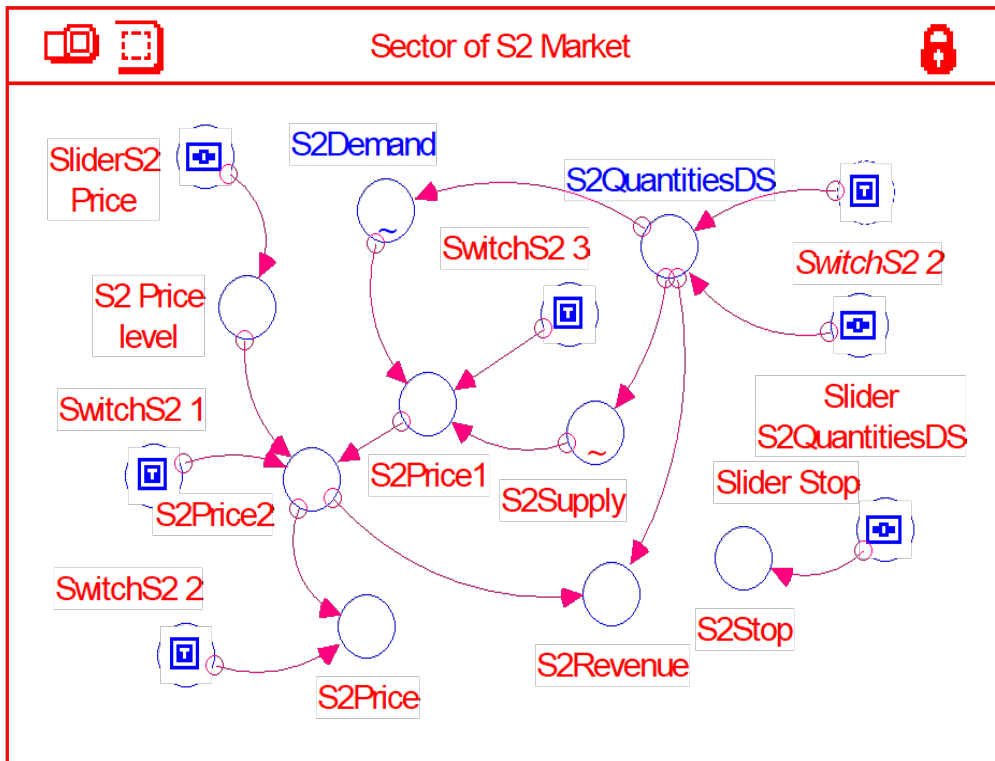 Sector of S2 Market
SliderS2
Price
S2Demand
S2QuantitiesDS
SwitchS2 3
SwitchS2 2
S2 Price
level
SwitchS2 1
Slider
S2QuantitiesDS
S2Price1
Slider Stop
S2Price2
S2Supply
SwitchS2 2
S2Stop
S2Revenue
S2Price
T
T
T
T
~
~